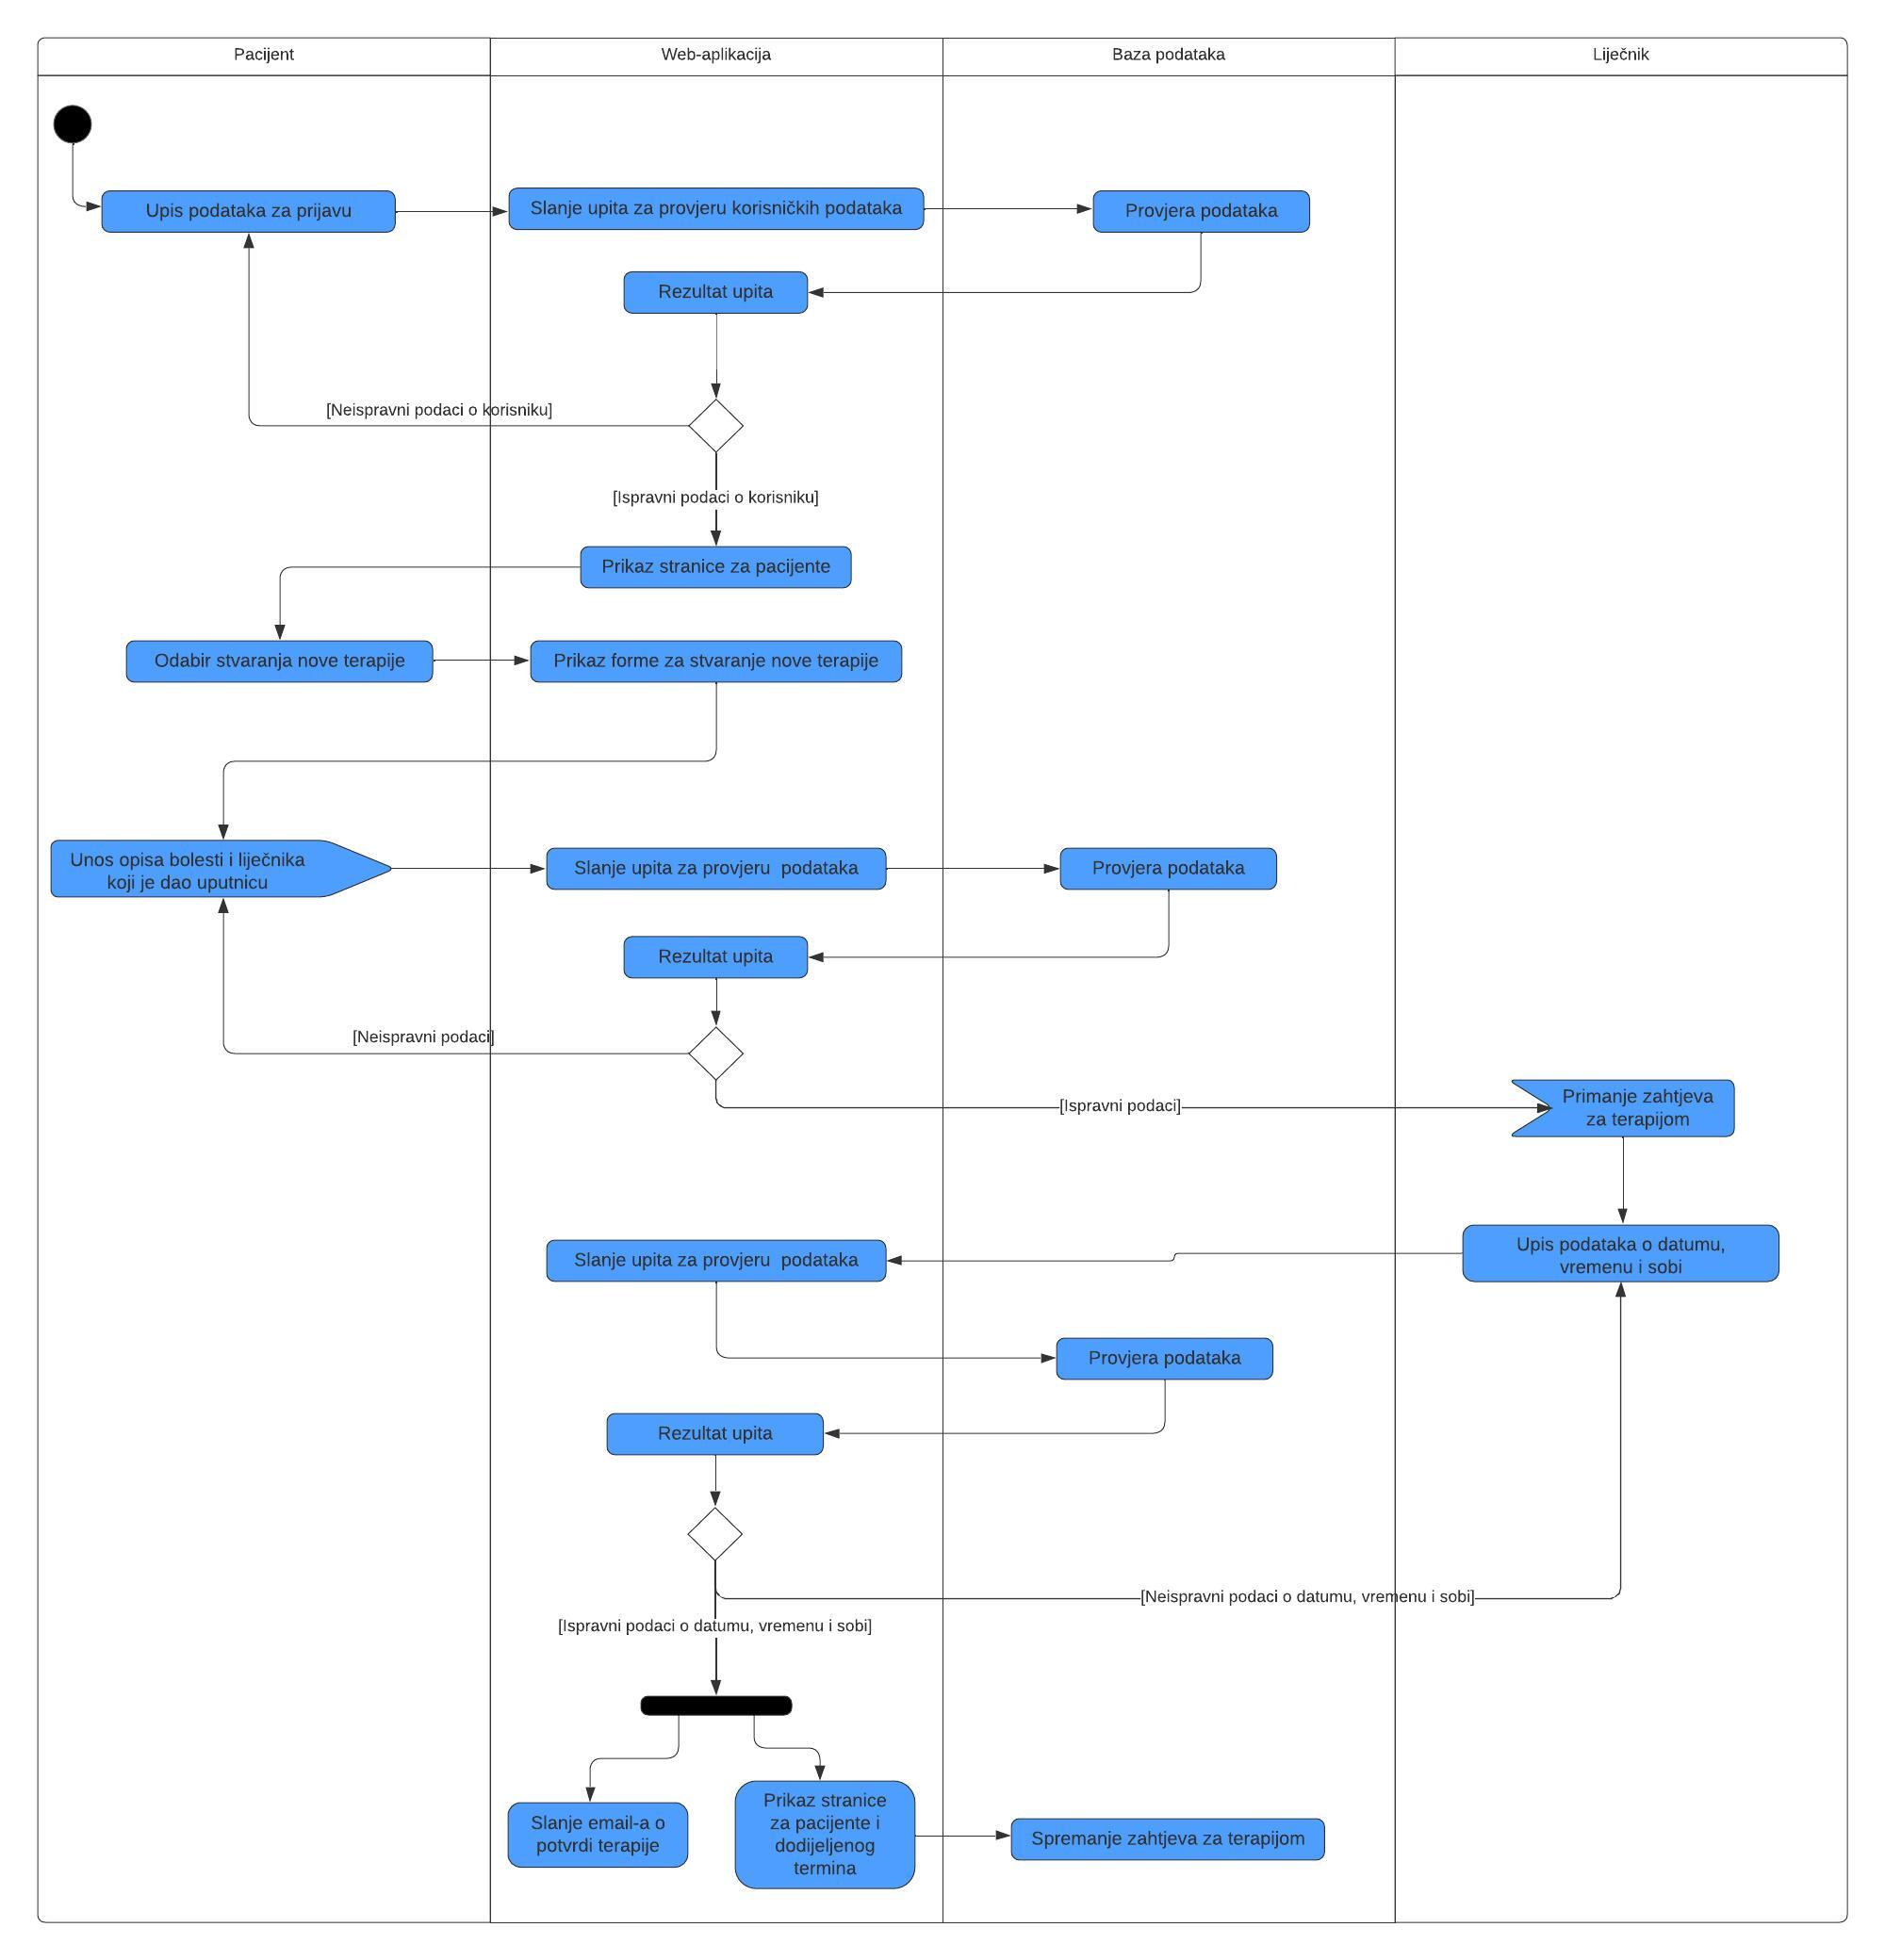 Pacijent
Web-aplikacija
Baza podataka
Liječnik
Upis podataka za prijavu
Slanje upita za provjeru korisničkih podataka
Provjera podataka
Rezultat upita
[Neispravni podaci o korisniku]
[Ispravni podaci o korisniku]
Prikaz stranice za pacijente
Odabir stvaranja nove terapije
Prikaz forme za stvaranje nove terapije
Unos opisa bolesti i liječnika
koji je dao uputnicu
Slanje upita za provjeru  podataka
Provjera podataka
Rezultat upita
[Neispravni podaci]
[Ispravni podaci]
Primanje zahtjeva
za terapijom
Upis podataka o datumu,
vremenu i sobi
Slanje upita za provjeru  podataka
Provjera podataka
Rezultat upita
[Neispravni podaci o datumu, vremenu i sobi]
[Ispravni podaci o datumu, vremenu i sobi]
Slanje email-a o
potvrdi terapije
Prikaz stranice
za pacijente i
dodijeljenog
termina
Spremanje zahtjeva za terapijom